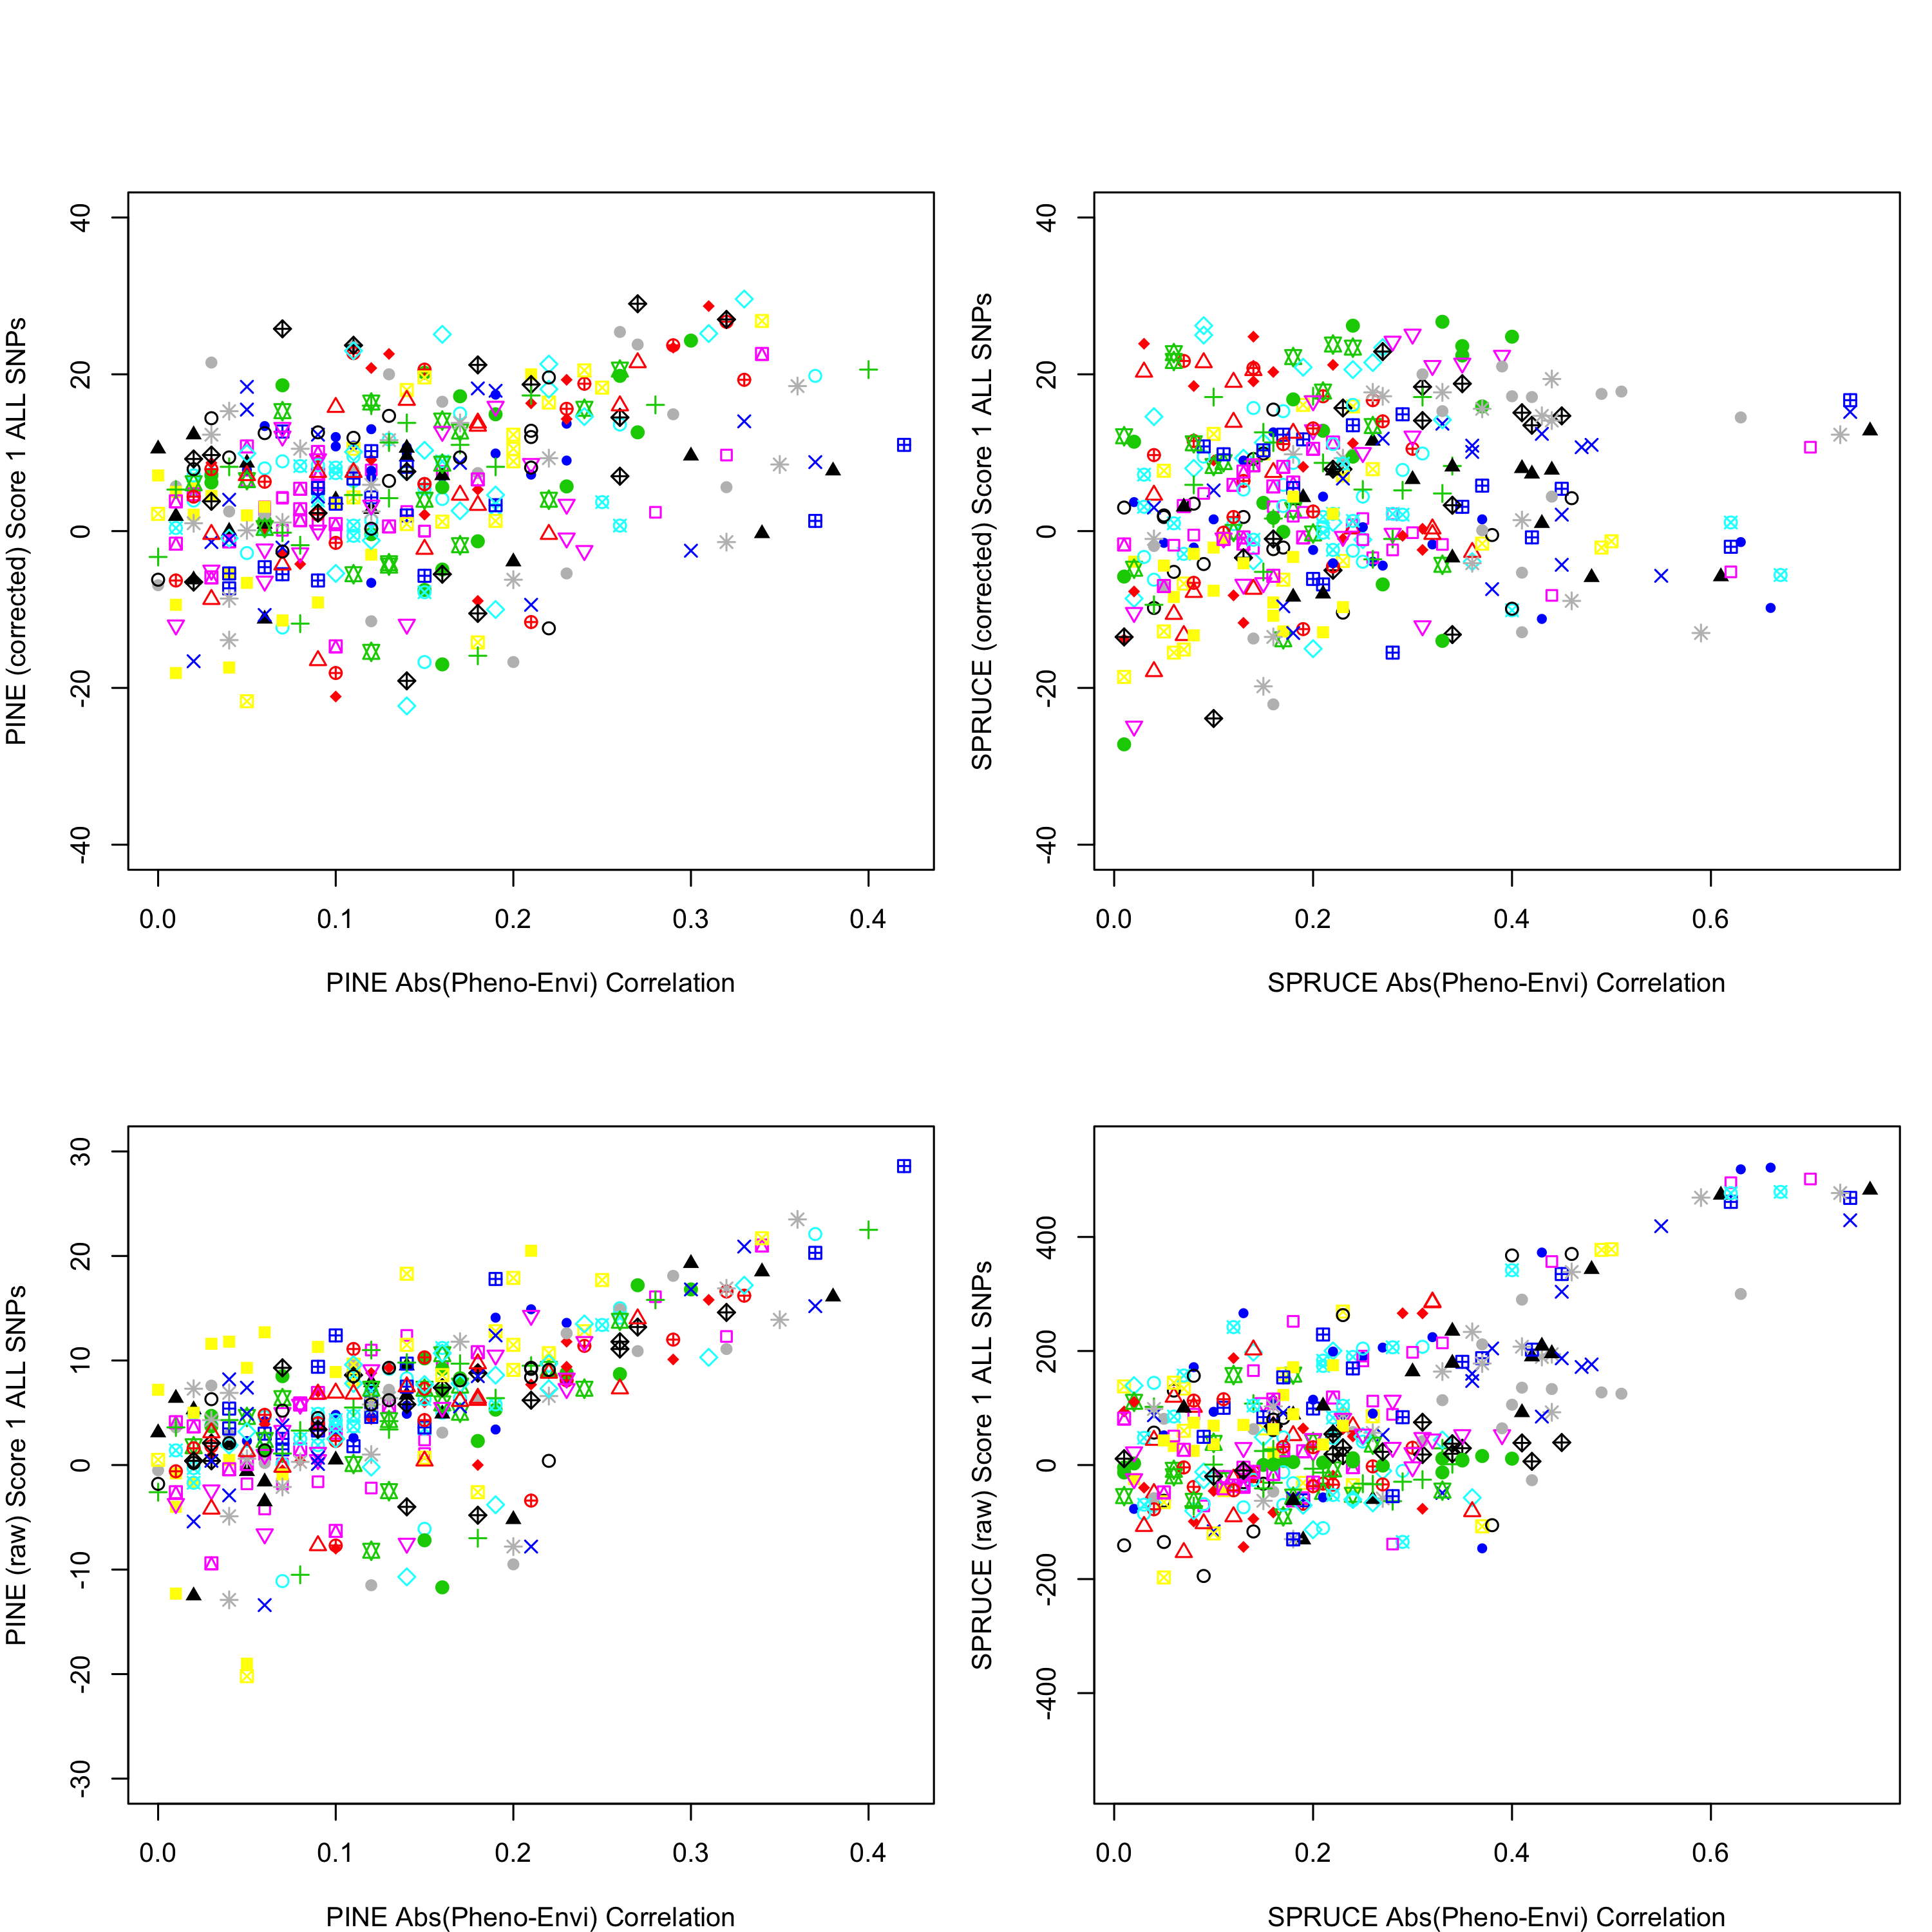 PINE (corrected) Score 1 ALL SNPs
40
20
0
-20
-40
0.0 0.1 0.2 0.3 0.4
PINE Abs(Pheno-Envi) Correlation
SPRUCE (corrected) Score 1 ALL SNPs
40
20
0
-20
-40
0.0 0.2 0.4 0.6
SPRUCE Abs(Pheno-Envi) Correlation
PINE (raw) Score 1 ALL SNPs
30
20
10
0
-10
-20
-30
0.0 0.1 0.2 0.3 0.4
PINE Abs(Pheno-Envi) Correlation
SPRUCE (raw) Score 1 ALL SNPs
400
200
0
-200
-400
0.0 0.2 0.4 0.6
SPRUCE Abs(Pheno-Envi) Correlation